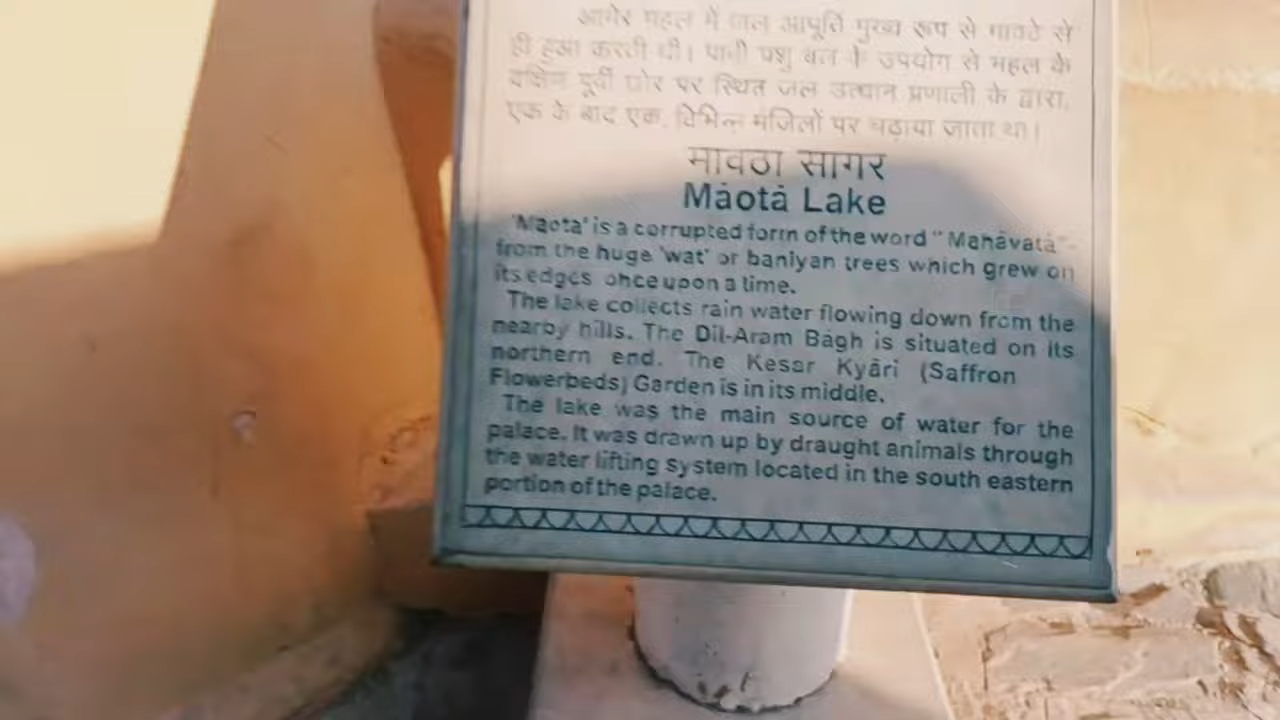 आमेर महल में जल आपूर्ति मुख्य रूप से मावठे से
ही हुआ करती थी। पानी पशु बल के उपयोग से महल के
दक्षिण पूर्वी छोर पर स्थित जल उत्थान प्रणाली के द्वारा,
एक के बाद एक, विभिन्न मंजिलों पर चढ़ाया जाता था।
मावठा सागर
Máotá Lake
'Maota' is a corrupted form of the word " Mahāvatā "
from the huge 'wat' or baniyan trees which grew on
its edges once upon a time.
The lake collects rain water flowing down from the
nearby hills. The Dil-Aram Bāgh is situated on its
northern end. The Kesar Kyāri (Saffron
Flowerbeds) Garden is in its middle.
The lake was the main source of water for the
palace. It was drawn up by draught animals through
the water lifting system located in the south eastern
portion of the palace.